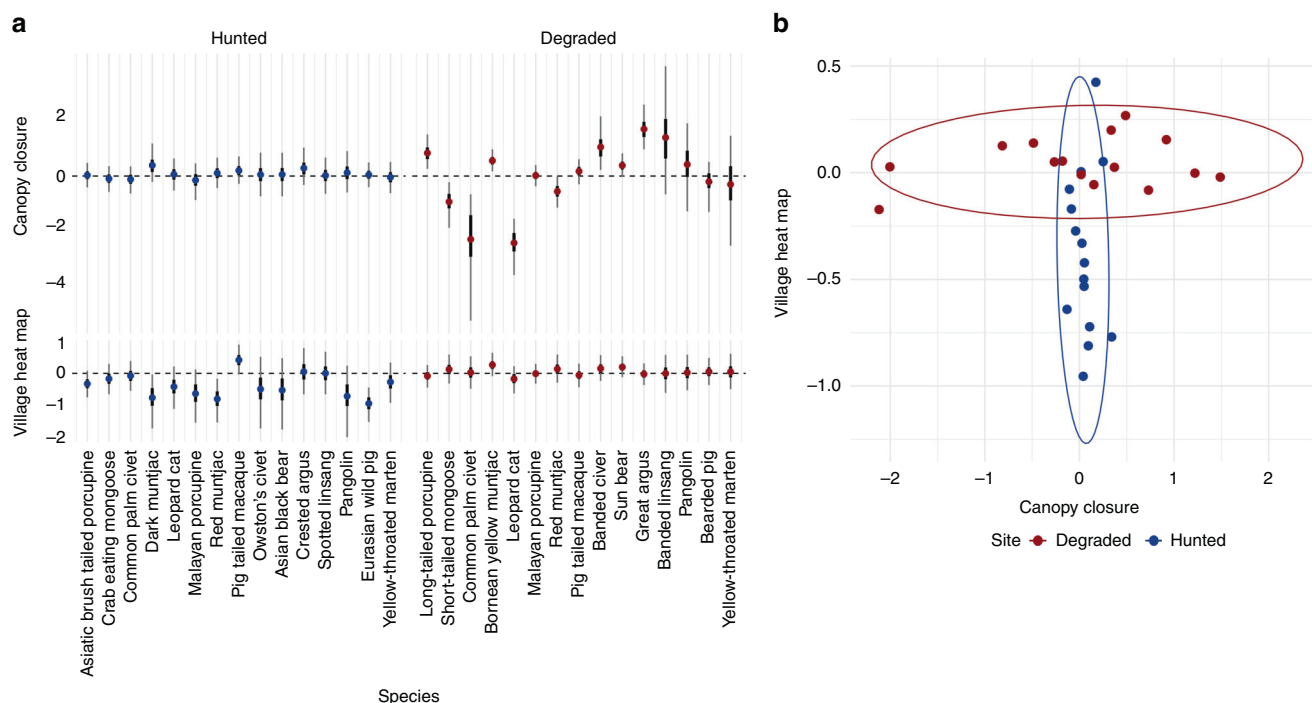 a
Hunted
Degraded
Canopy closure
2
0
−2
−4
Village heat map
1
0
−1
−2
Asiatic brush tailed porcupine
Crab eating mongoose
Common palm civet
Dark muntjac
Leopard cat
Malayan porcupine
Red muntjac
Pig tailed macaque
Owston's civet
Asian black bear
Crested argus
Spotted linsang
Pangolin
Eurasian wild pig
Yellow-throated marten
Long-tailed porcupine
Short-tailed mongoose
Common palm civet
Bornean yellow muntjac
Leopard cat
Malayan porcupine
Red muntjac
Pig tailed macaque
Banded civer
Sun bear
Great argus
Banded linsang
Pangolin
Bearded pig
Yellow-throated marten
Species
b
Village heat map
0.5
0.0
−0.5
−1.0
−2
−1
0
1
2
Canopy closure
Site Degraded Hunted